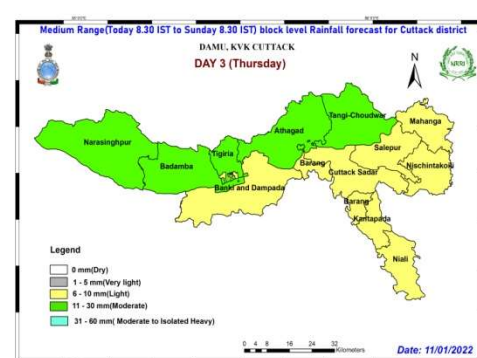 Medium Range(Today 8.30 IST to Sunday 8.30 IST) block level Rainfall forecast for Cuttack district
DAMU, KVK CUTTACK
DAY 3 (Thursday)
N
Narasinghpur
Badamba
Tigiria
Athagad
Tangi-Choudwar
Mahanga
Salepur
Nischintakoili
Barang
Cuttack Sadar
Banki and Dampada
Barang
Kantapada
Niali
Legend
0 mm(Dry)
1 - 5 mm(Very light)
6 - 10 mm(Light)
11 - 30 mm(Moderate)
31 - 60 mm( Moderate to Isolated Heavy)
0 4 8 16 24 32
Kilometers
Date: 11/01/2022